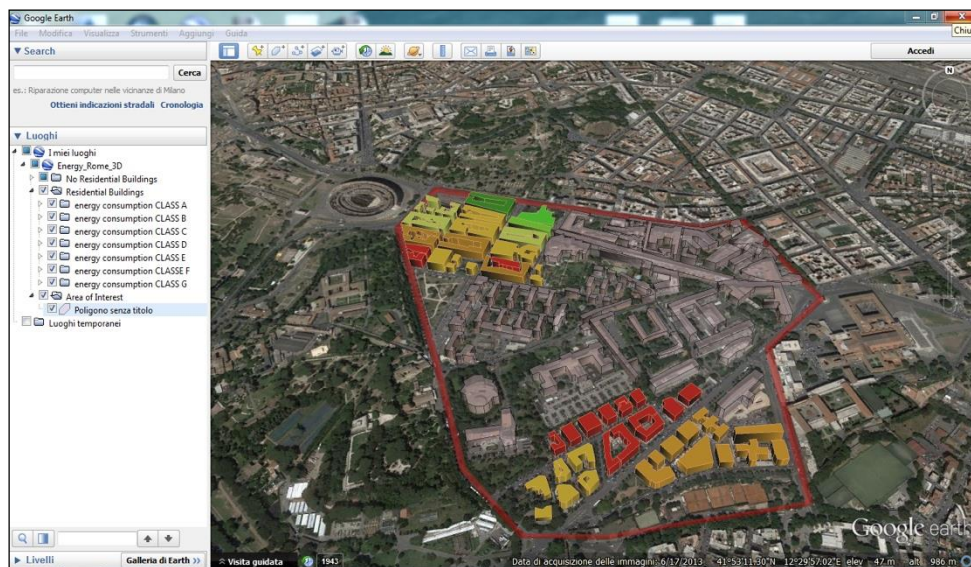 Google Earth
File Modifica Visualizza Strumenti Aggiungi Guida
Chiu
▼ Search
Accedi
Cerca
es.: Riparazione computer nelle vicinanze di Milano
Ottieni indicazioni stradali Cronologia
▼ Luoghi
I miei luoghi
Energy_Rome_3D
No Residential Buildings
Residential Buildings
energy consumption CLASS A
energy consumption CLASS B
energy consumption CLASS C
energy consumption CLASS D
energy consumption CLASS E
energy consumption CLASSE F
energy consumption CLASS G
Area of Interest
Poligono senza titolo
Luoghi temporanei
N
Google earth
Livelli
Galleria di Earth
Visita guidata
1943
Data di acquisizione delle immagini: 6/17/2013 41°53'11.30"N 12°29'57.02"E elev 47 m alt 986 m